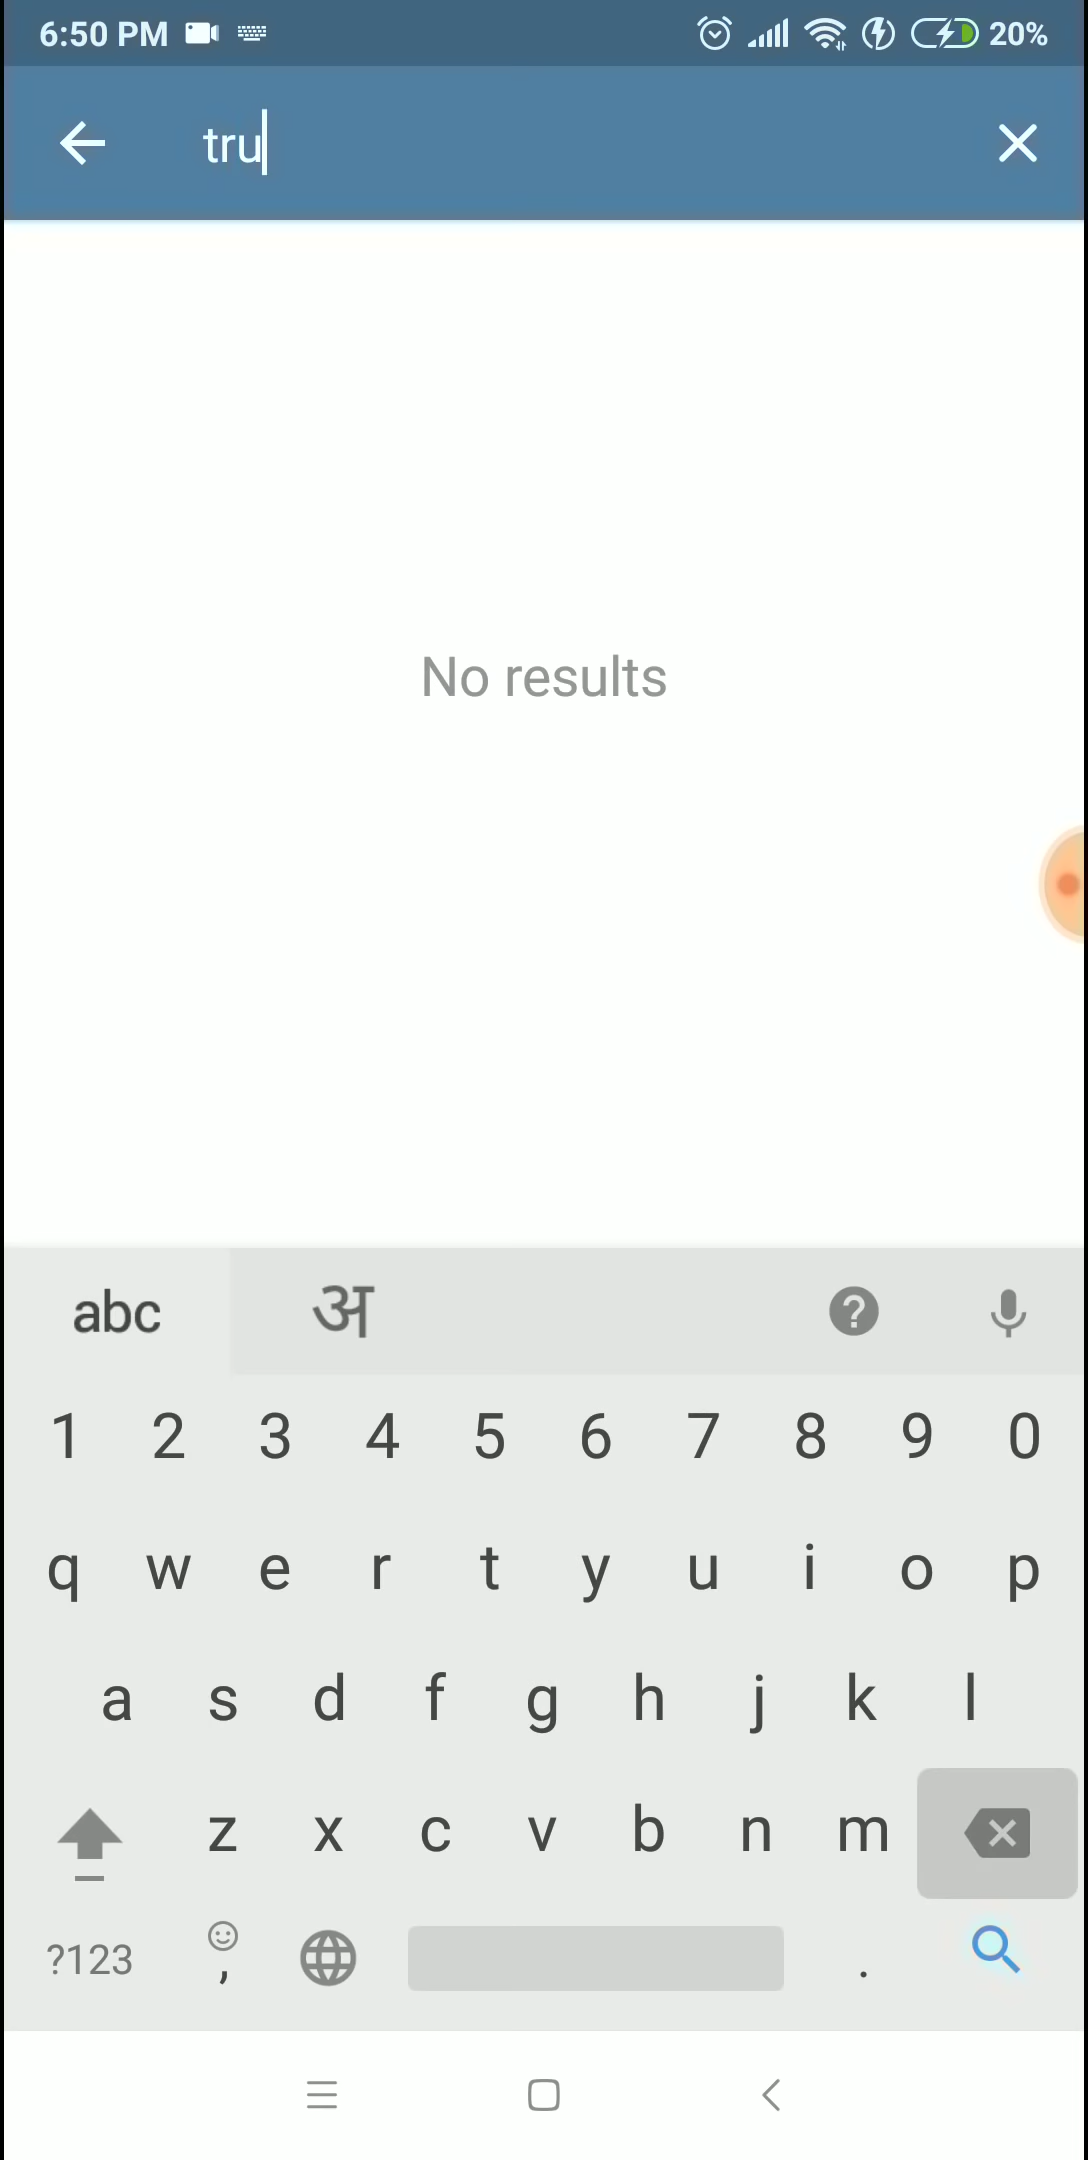 6:50 PM 20%
tru
No results
abc अ
1 2 3 4 5 6 7 8 9 0
q w e r t y u i o p
a s d f g h j k l
z x c v b n m
?123 , .